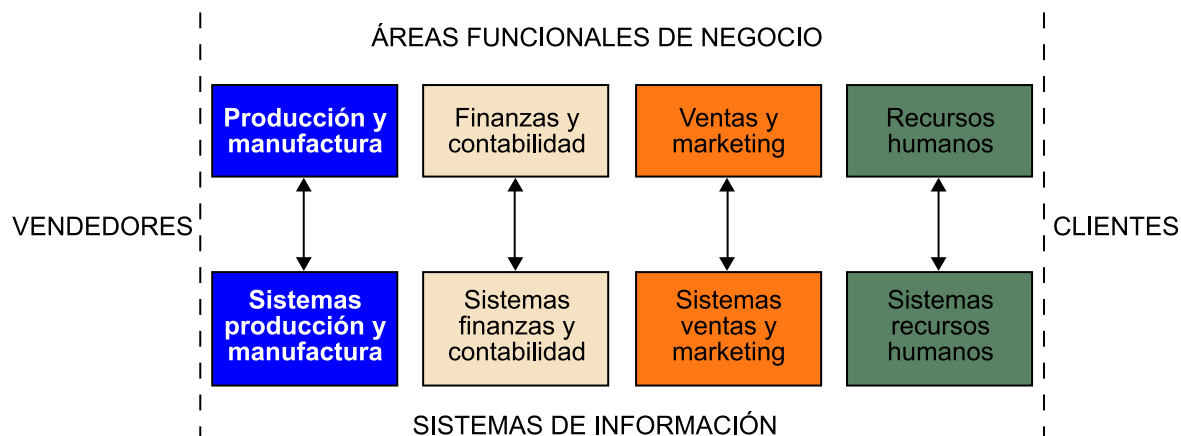 ÁREAS FUNCIONALES DE NEGOCIO
Producción y
manufactura
Finanzas y
contabilidad
Ventas y
marketing
Recursos
humanos
VENDEDORES
CLIENTES
Sistemas
producción y
manufactura
Sistemas
finanzas y
contabilidad
Sistemas
ventas y
marketing
Sistemas
recursos
humanos
SISTEMAS DE INFORMACIÓN